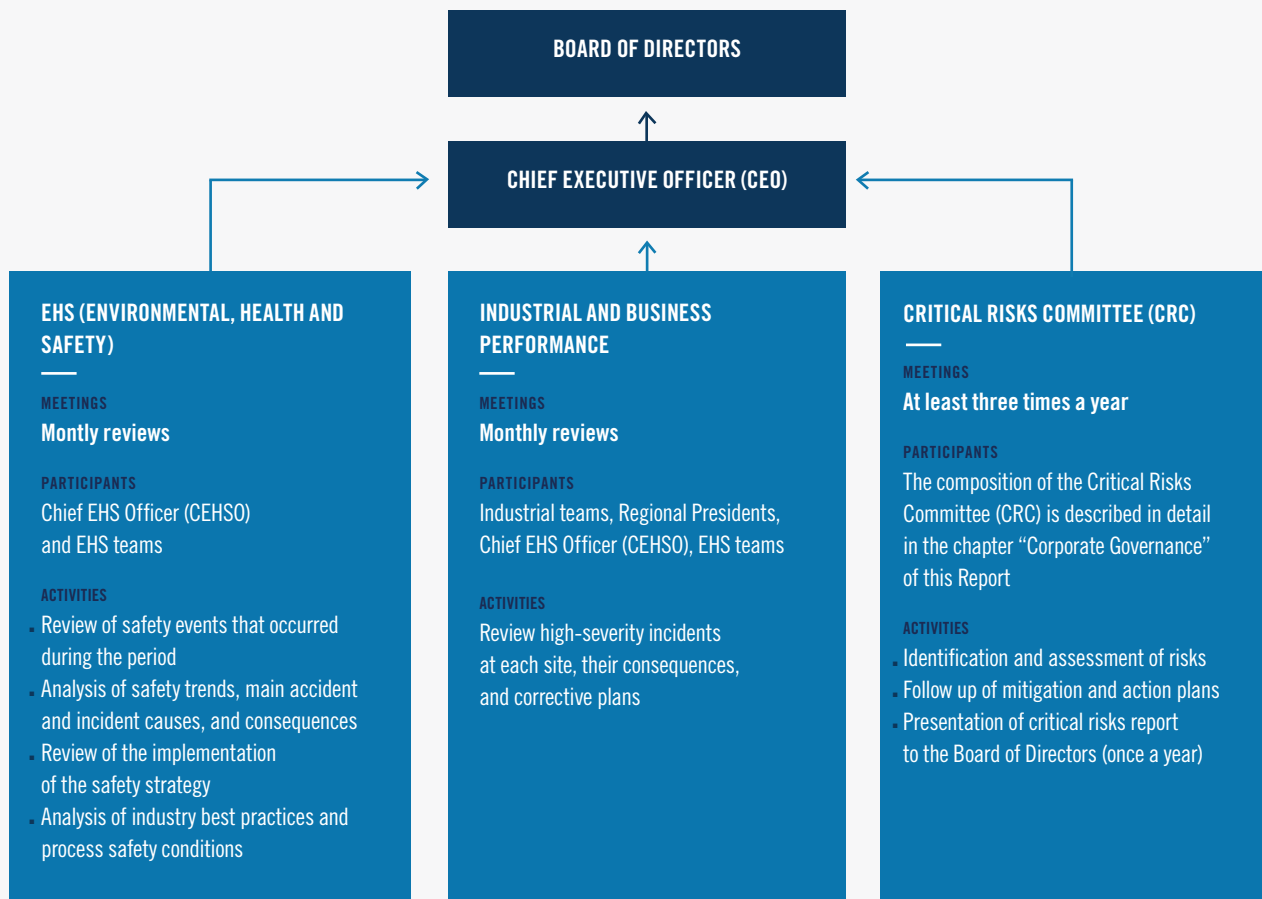 BOARD OF DIRECTORS
CHIEF EXECUTIVE OFFICER (CEO)
EHS (ENVIRONMENTAL, HEALTH AND
SAFETY)
MEETINGS
Montly reviews
PARTICIPANTS
Chief EHS Officer (CEHSO)
and EHS teams
ACTIVITIES
▪ Review of safety events that occurred
during the period
▪ Analysis of safety trends, main accident
and incident causes, and consequences
▪ Review of the implementation
of the safety strategy
▪ Analysis of industry best practices and
process safety conditions
INDUSTRIAL AND BUSINESS
PERFORMANCE
MEETINGS
Monthly reviews
PARTICIPANTS
Industrial teams, Regional Presidents,
Chief EHS Officer (CEHSO), EHS teams
ACTIVITIES
Review high-severity incidents
at each site, their consequences,
and corrective plans
CRITICAL RISKS COMMITTEE (CRC)
MEETINGS
At least three times a year
PARTICIPANTS
The composition of the Critical Risks
Committee (CRC) is described in detail
in the chapter “Corporate Governance”
of this Report
ACTIVITIES
▪ Identification and assessment of risks
▪ Follow up of mitigation and action plans
▪ Presentation of critical risks report
to the Board of Directors (once a year)